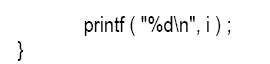 printf ( "%d\n", i ) ;
}